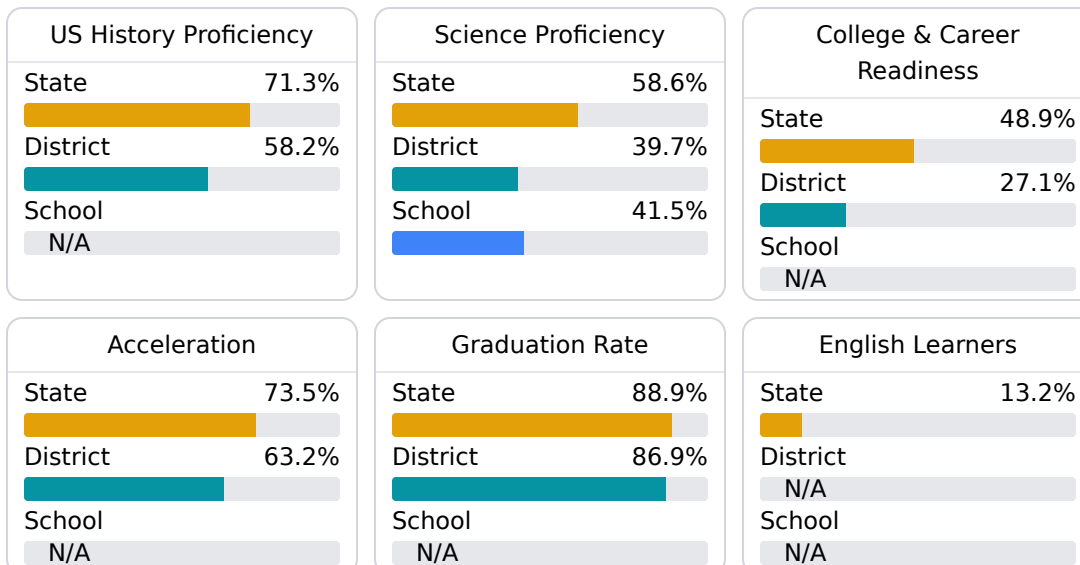 US History Proficiency
State 71.3%
District 58.2%
School
N/A
Science Proficiency
State 58.6%
District 39.7%
School 41.5%
College & Career
Readiness
State 48.9%
District 27.1%
School
N/A
Acceleration
State 73.5%
District 63.2%
School
N/A
Graduation Rate
State 88.9%
District 86.9%
School
N/A
English Learners
State 13.2%
District
N/A
School
N/A